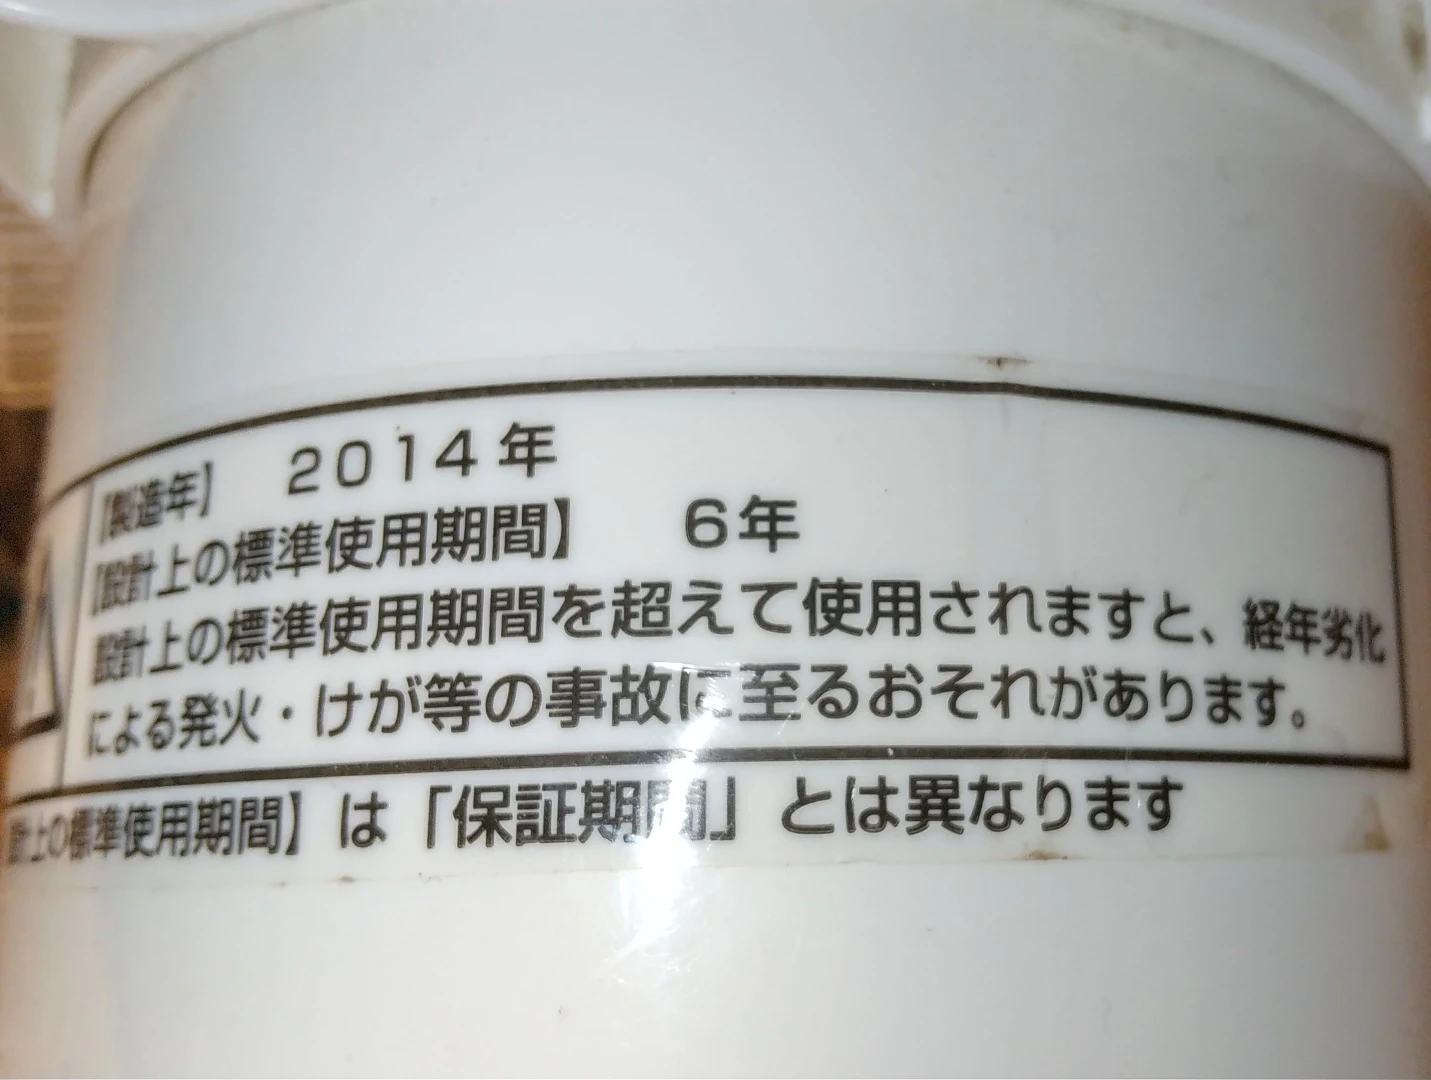 【製造年】 2014年
【設計上の標準使用期間】 6年
設計上の標準使用期間を超えて使用されますと、経年劣化
による発火・けが等の事故に至るおそれがあります。
計上の標準使用期間】は「保証期間」とは異なります